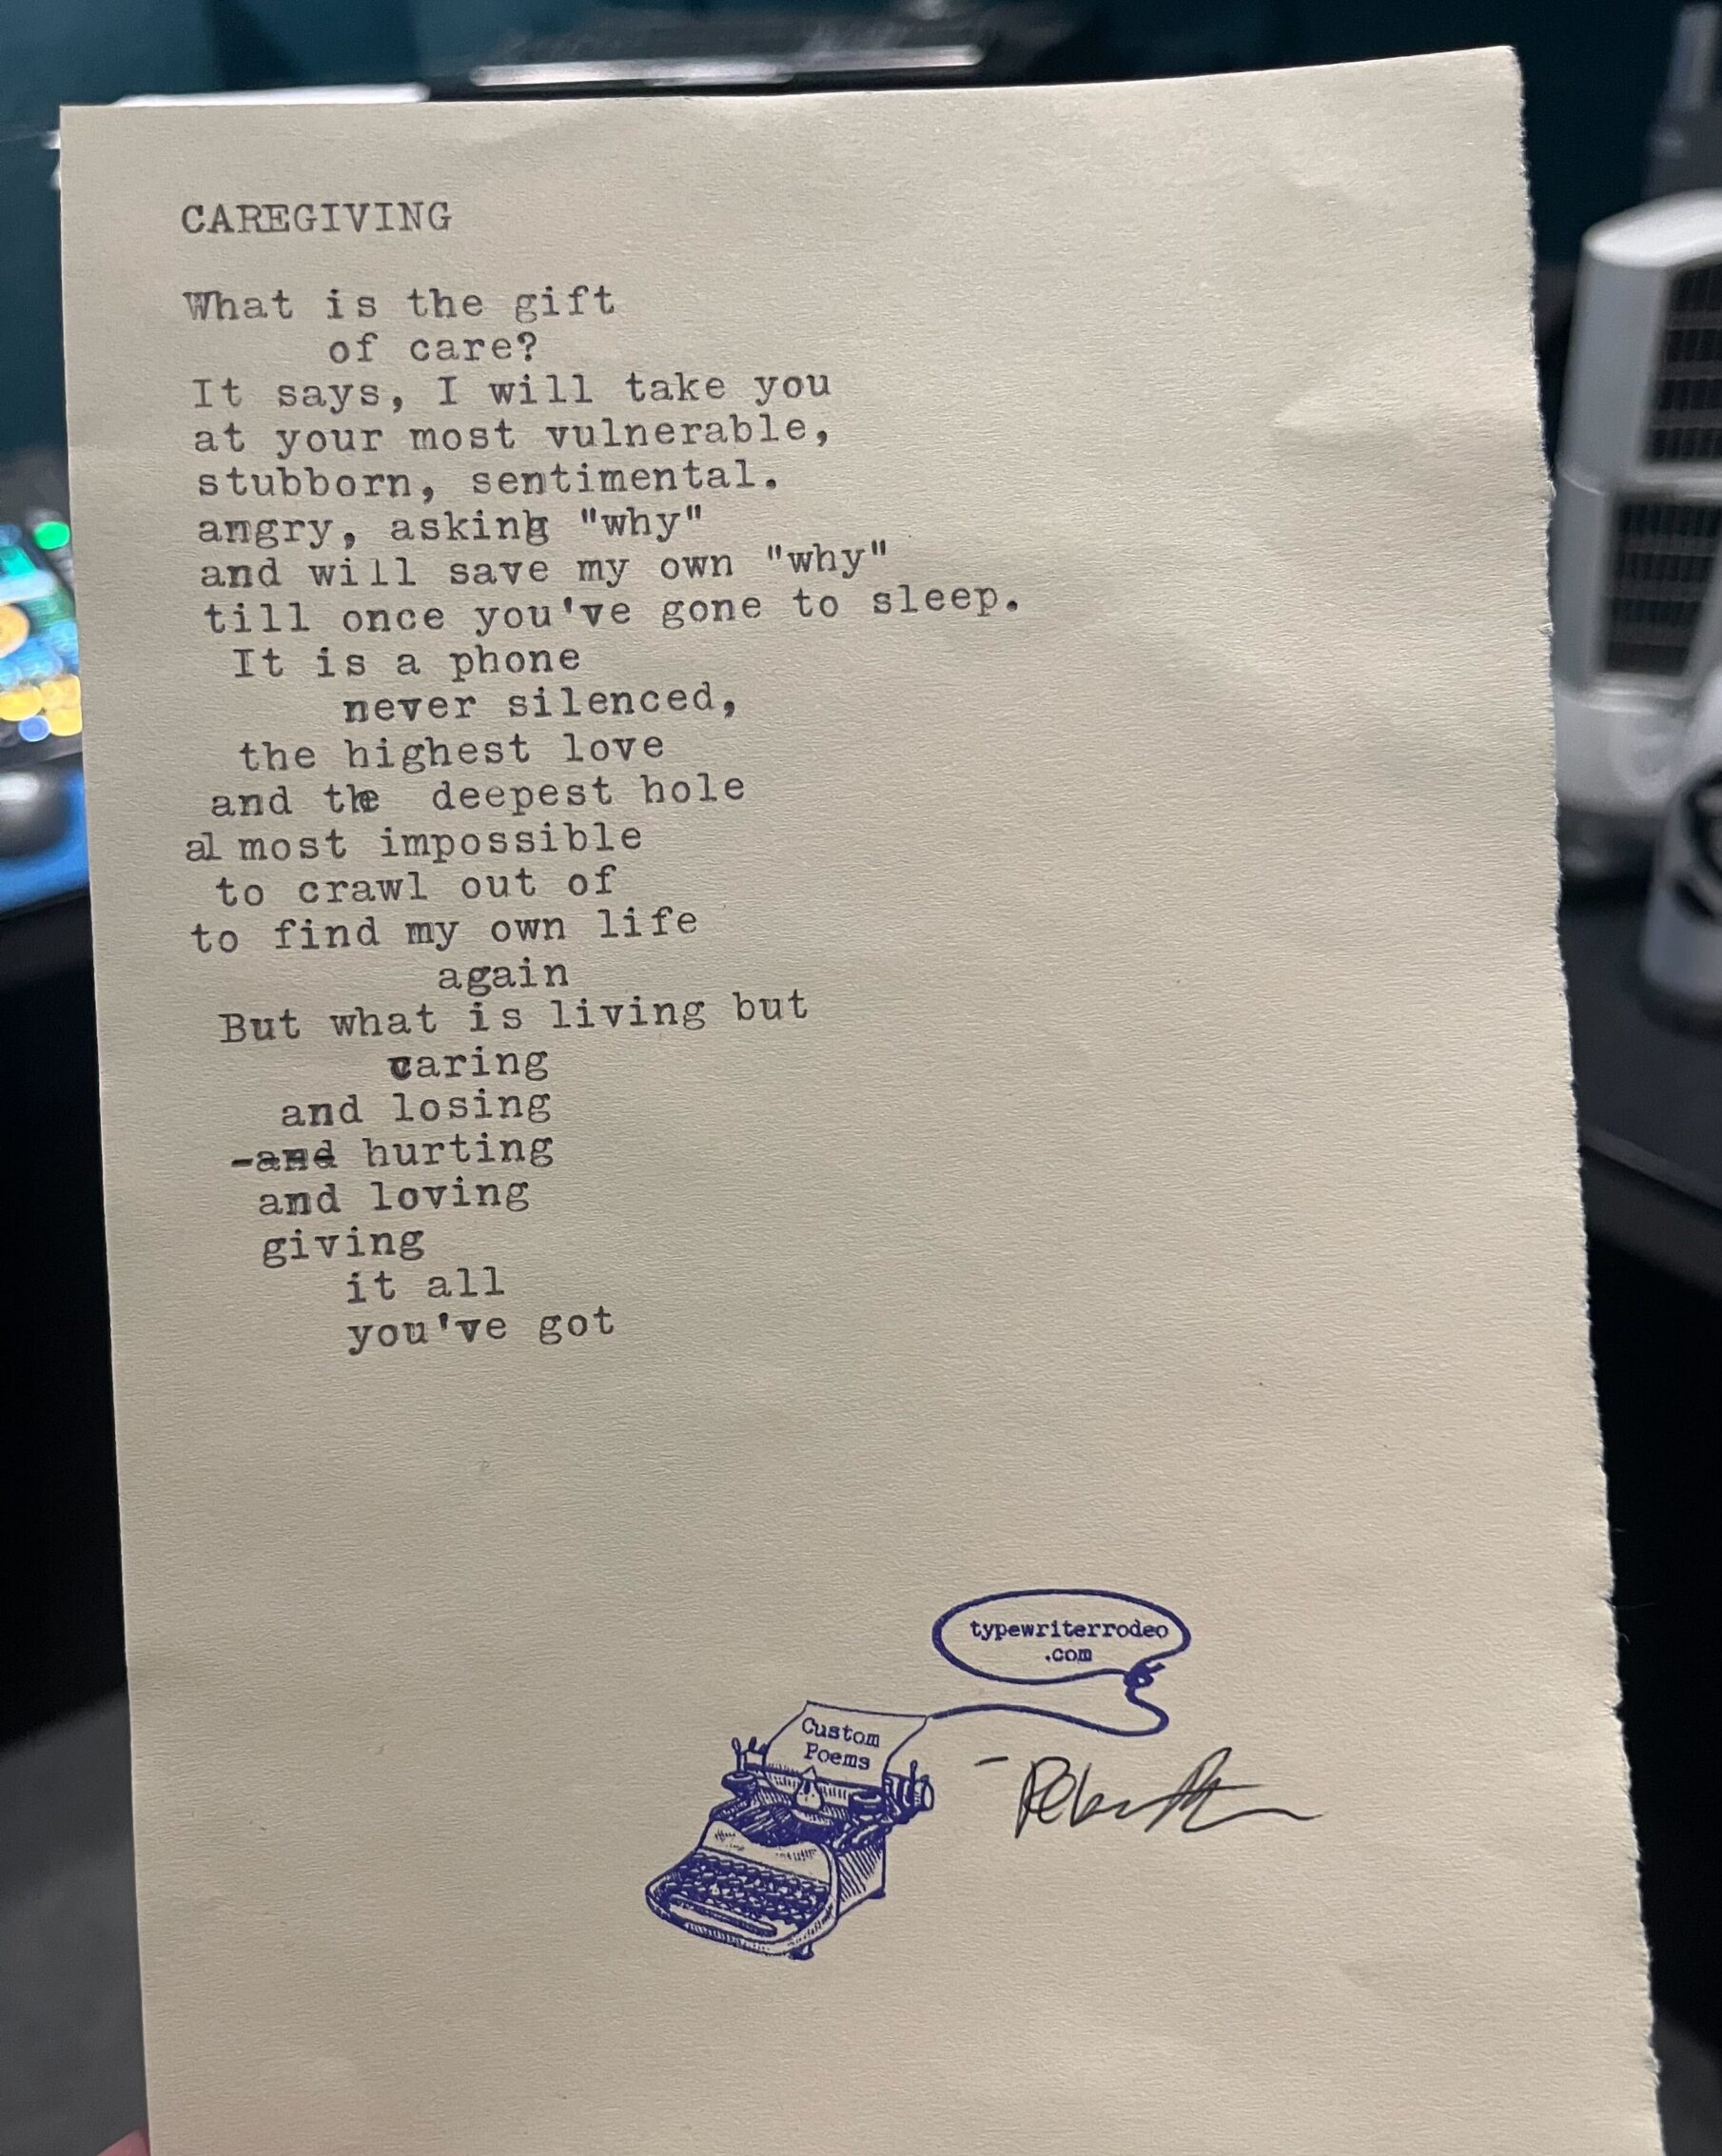 CAREGIVING
What is the gift
of care?
It says, I will take you
at your most vulnerable,
stubborn, sentimental.
angry, asking "why"
and will save my own "why"
till once you've gone to sleep.
It is a phone
never silenced,
the highest love
and the deepest hole
almost impossible
to crawl out of
to find my own life
again
But what is living but
caring
and losing
-and hurting
and loving
giving
it all
you've got
typewriterrodeo
.com
Custom
Poems